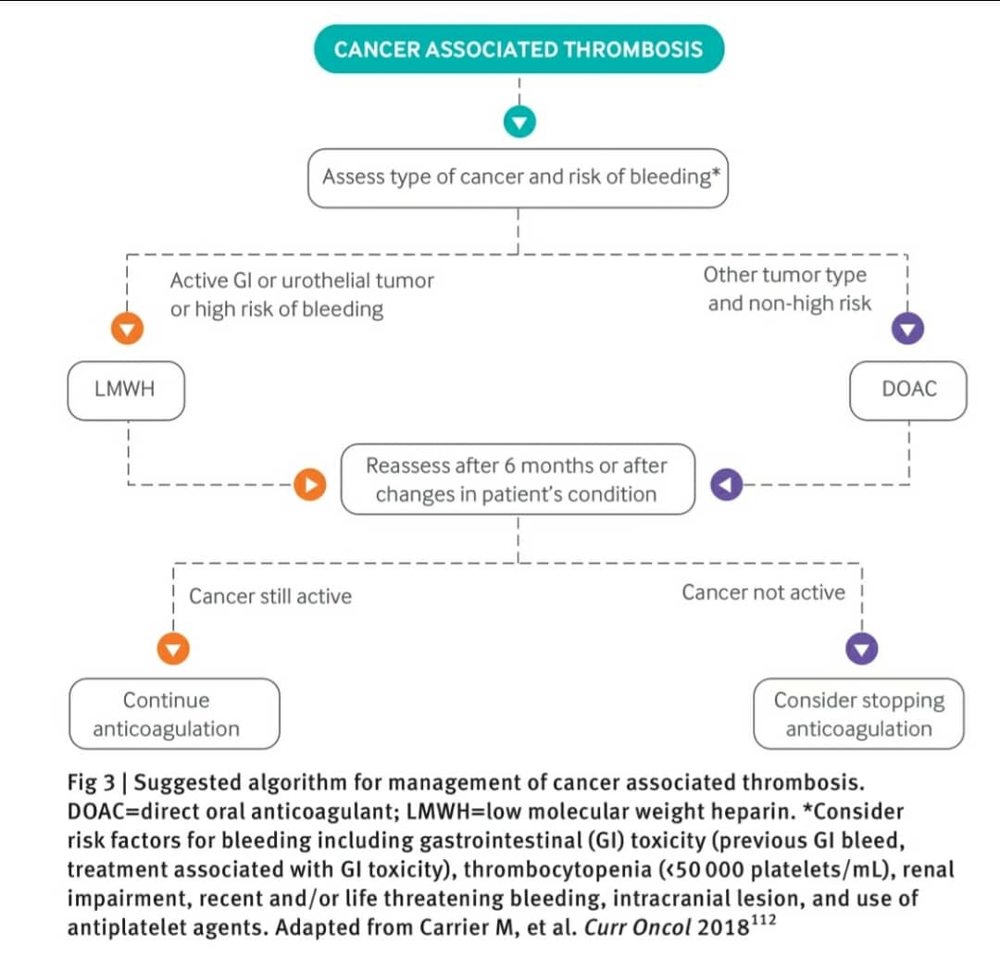 CANCER ASSOCIATED THROMBOSIS
Assess type of cancer and risk of bleeding*
Active GI or urothelial tumor
or high risk of bleeding
Other tumor type
and non-high risk
LMWH
DOAC
Reassess after 6 months or after
changes in patient’s condition
Cancer still active
Cancer not active
Continue
anticoagulation
Consider stopping
anticoagulation
Fig 3 | Suggested algorithm for management of cancer associated thrombosis.
DOAC=direct oral anticoagulant; LMWH=low molecular weight heparin. *Consider
risk factors for bleeding including gastrointestinal (GI) toxicity (previous GI bleed,
treatment associated with GI toxicity), thrombocytopenia (<50 000 platelets/mL), renal
impairment, recent and/or life threatening bleeding, intracranial lesion, and use of
antiplatelet agents. Adapted from Carrier M, et al. Curr Oncol 2018¹¹²